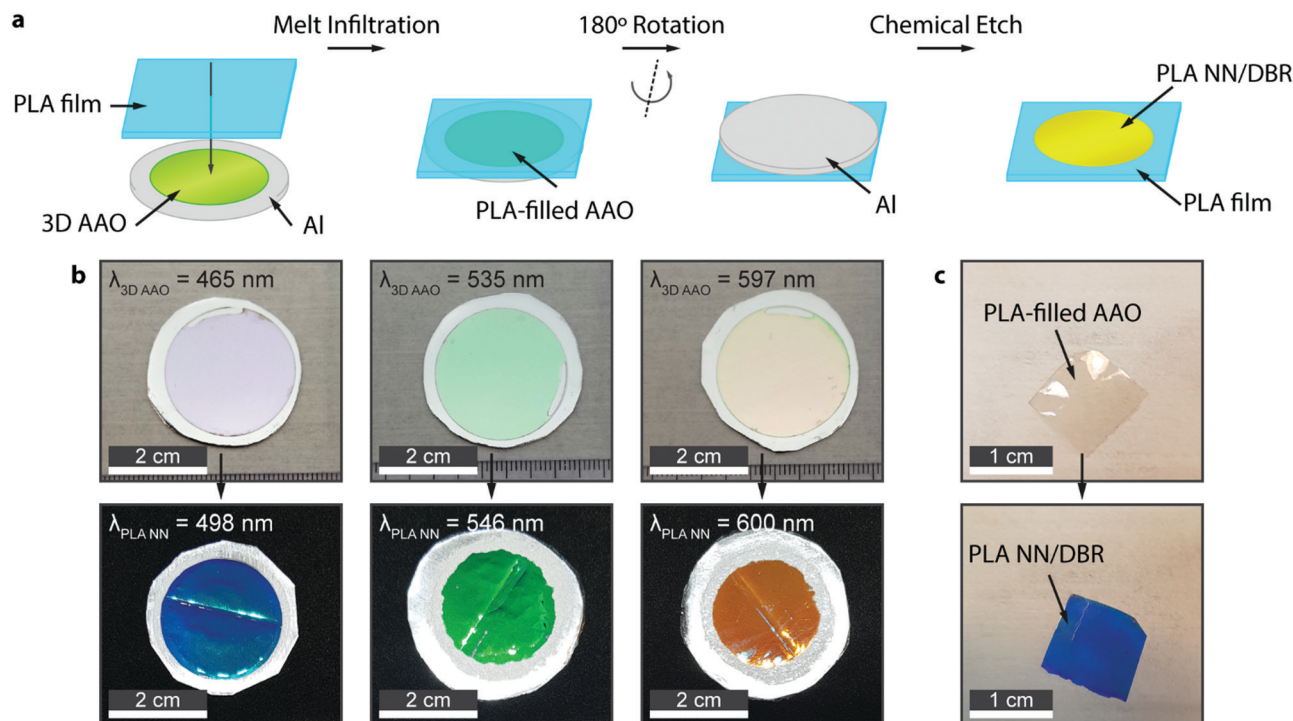 a
Melt Infiltration
180º Rotation
Chemical Etch
PLA film
PLA NN/DBR
3D AAO
Al
PLA-filled AAO
Al
PLA film
b
λ3D AAO = 465 nm
2 cm
λ3D AAO = 535 nm
2 cm
λ3D AAO = 597 nm
2 cm
c
PLA-filled AAO
1 cm
λPLA NN = 498 nm
2 cm
λPLA NN = 546 nm
2 cm
λPLA NN = 600 nm
2 cm
PLA NN/DBR
1 cm